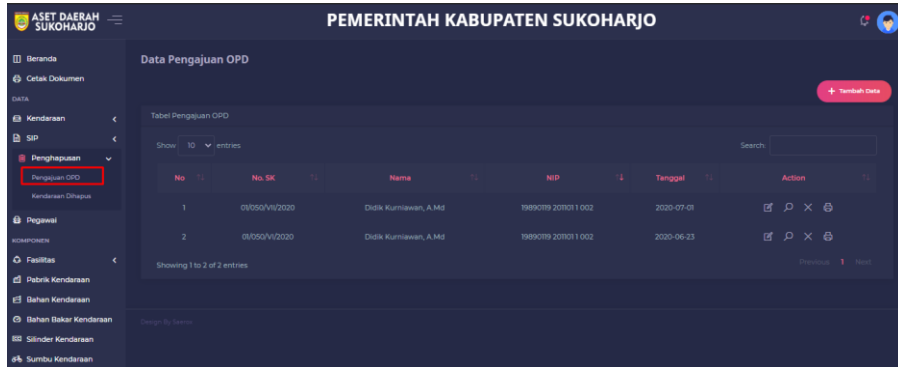 ASET DAERAH
SUKOHARJO
PEMERINTAH KABUPATEN SUKOHARJO
Beranda
Cetak Dokumen
DATA
Kendaraan
SIP
Penghapusan
Pengajuan OPD
Kendaraan Dihapus
Pegawai
KOMPONEN
Fasilitas
Pabrik Kendaraan
Bahan Kendaraan
Bahan Bakar Kendaraan
Silinder Kendaraan
Sumbu Kendaraan
Data Pengajuan OPD
+ Tambah Data
Tabel Pengajuan OPD
Show 10 entries Search:
No No. SK Nama NIP Tanggal Action
1 01/050/VII/2020 Didik Kurniawan, A.Md 19890119 201101 1 002 2020-07-01
2 01/050/VI/2020 Didik Kurniawan, A.Md 19890119 201101 1 002 2020-06-23
Showing 1 to 2 of 2 entries Previous 1 Next
Design By